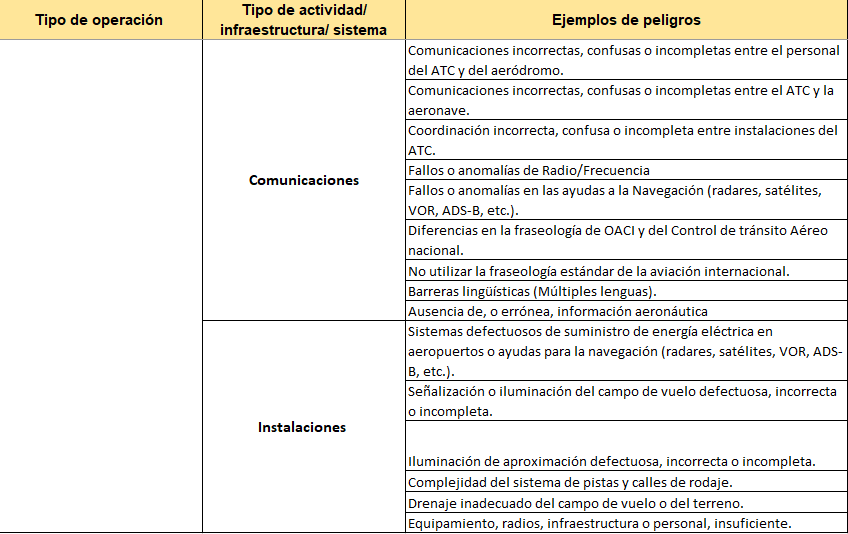 Tipo de operación
Tipo de actividad/
infraestructura/ sistema
Ejemplos de peligros
Comunicaciones
Comunicaciones incorrectas, confusas o incompletas entre el personal
del ATC y del aeródromo.
Comunicaciones incorrectas, confusas o incompletas entre el ATC y la
aeronave.
Coordinación incorrecta, confusa o incompleta entre instalaciones del
ATC.
Fallos o anomalías de Radio/Frecuencia
Fallos o anomalías en las ayudas a la Navegación (radares, satélites,
VOR, ADS-B, etc.).
Diferencias en la fraseología de OACI y del Control de tránsito Aéreo
nacional.
No utilizar la fraseología estándar de la aviación internacional.
Barreras lingüísticas (Múltiples lenguas).
Ausencia de, o errónea, información aeronáutica
Instalaciones
Sistemas defectuosos de suministro de energía eléctrica en
aeropuertos o ayudas para la navegación (radares, satélites, VOR, ADS-
B, etc.).
Señalización o iluminación del campo de vuelo defectuosa, incorrecta
o incompleta.
Iluminación de aproximación defectuosa, incorrecta o incompleta.
Complejidad del sistema de pistas y calles de rodaje.
Drenaje inadecuado del campo de vuelo o del terreno.
Equipamiento, radios, infraestructura o personal, insuficiente.